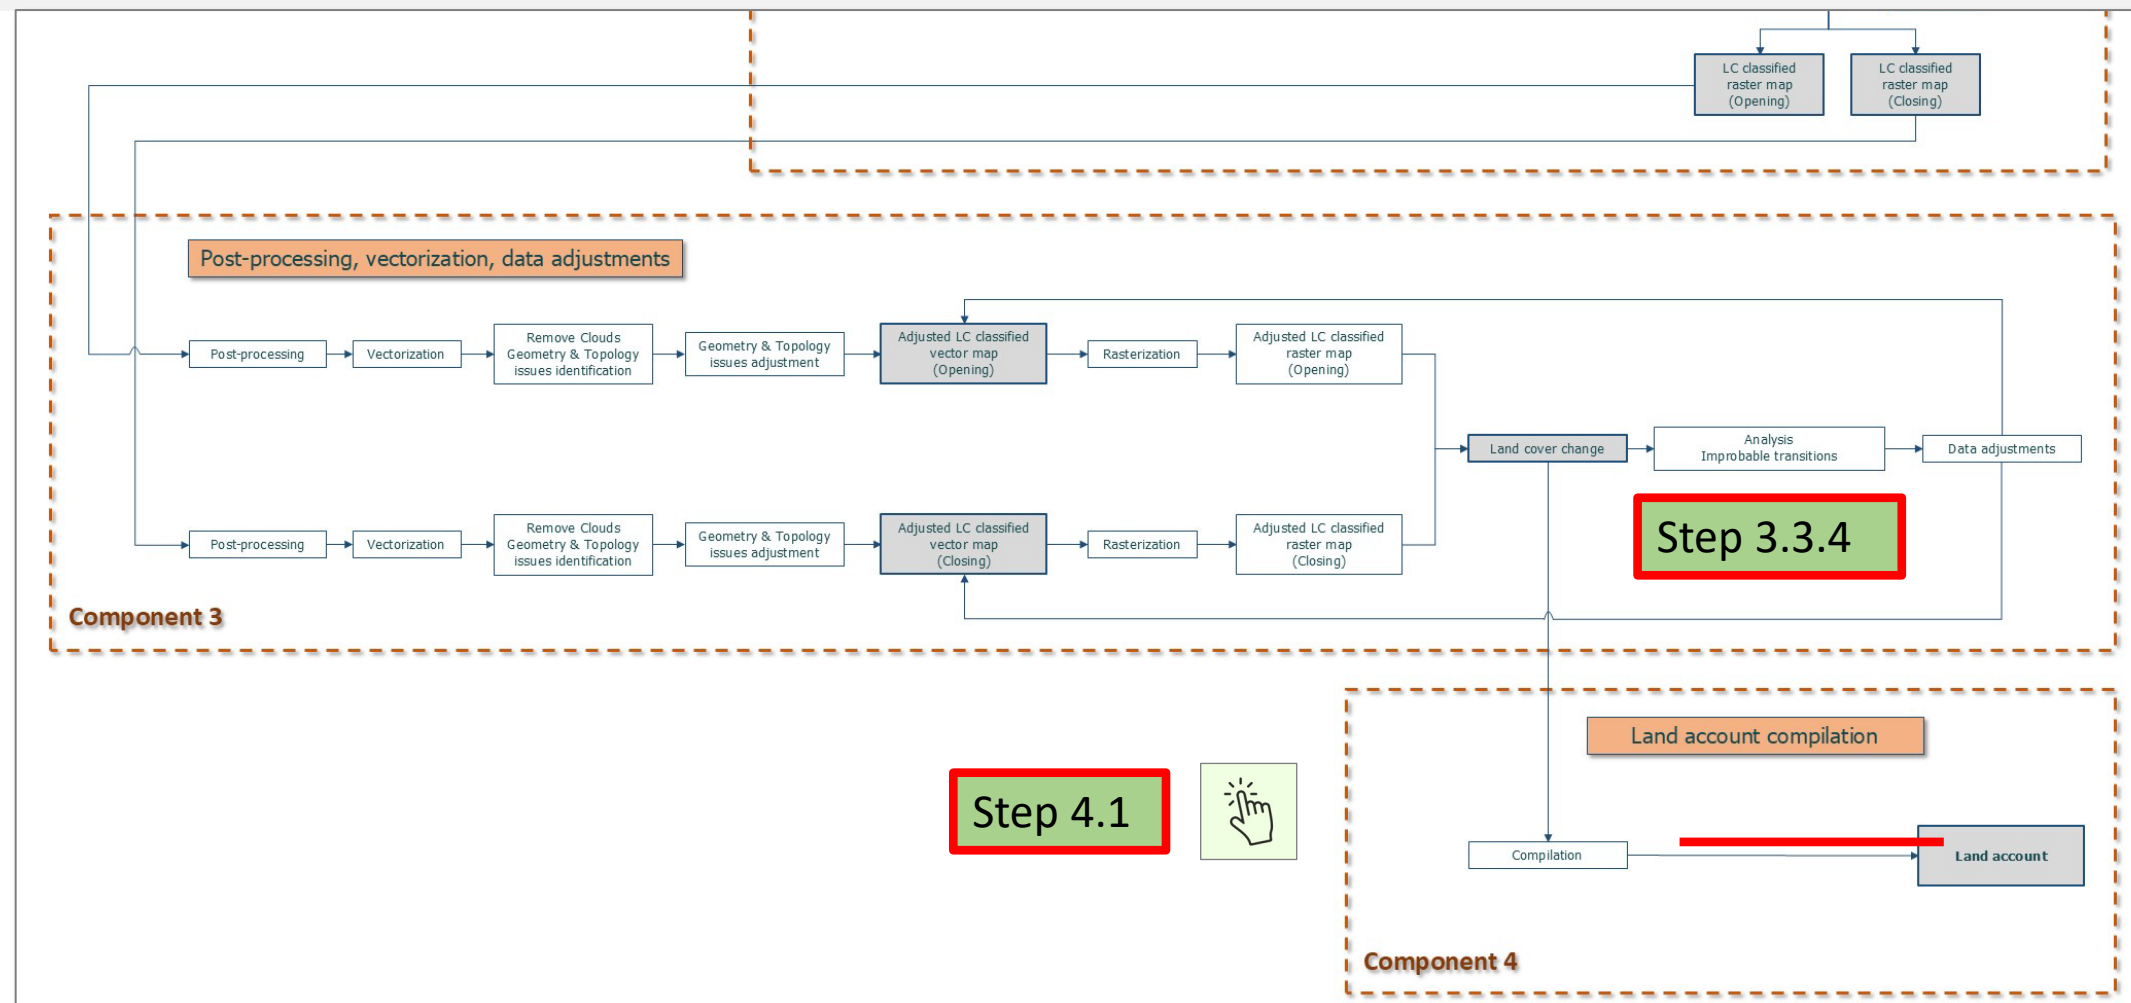 LC classified
raster map
(Opening)
LC classified
raster map
(Closing)
Post-processing, vectorization, data adjustments
Post-processing
Vectorization
Remove Clouds
Geometry & Topology
issues identification
Geometry & Topology
issues adjustment
Adjusted LC classified
vector map
(Opening)
Rasterization
Adjusted LC classified
raster map
(Opening)
Land cover change
Analysis
Improbable transitions
Data adjustments
Step 3.3.4
Post-processing
Vectorization
Remove Clouds
Geometry & Topology
issues identification
Geometry & Topology
issues adjustment
Adjusted LC classified
vector map
(Closing)
Rasterization
Adjusted LC classified
raster map
(Closing)
Component 3
Land account compilation
Step 4.1
Compilation
Land account
Component 4